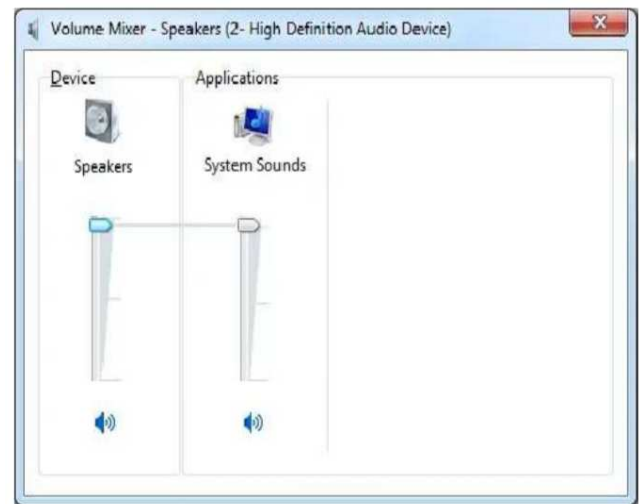 Volume Mixer - Speakers (2- High Definition Audio Device)
Device
Applications
Speakers
System Sounds